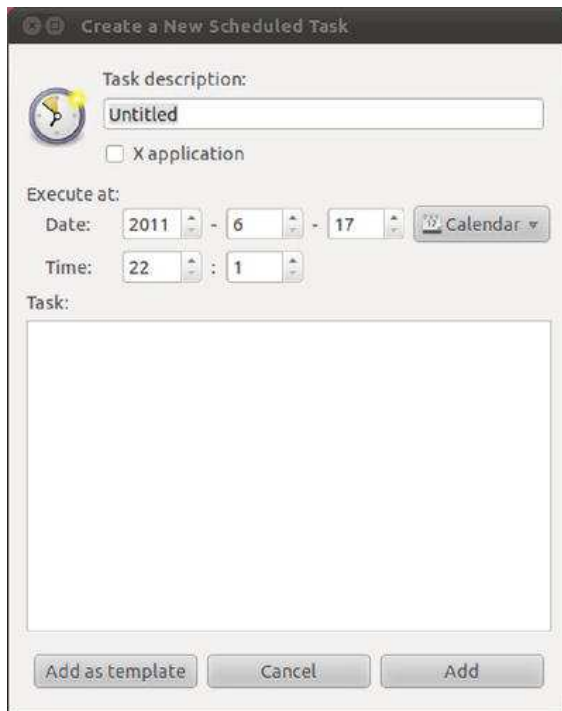 Create a New Scheduled Task
Task description:
Untitled
X application
Execute at:
Date: 2011 - 6 - 17 Calendar
Time: 22 : 1
Task:
Add as template Cancel Add